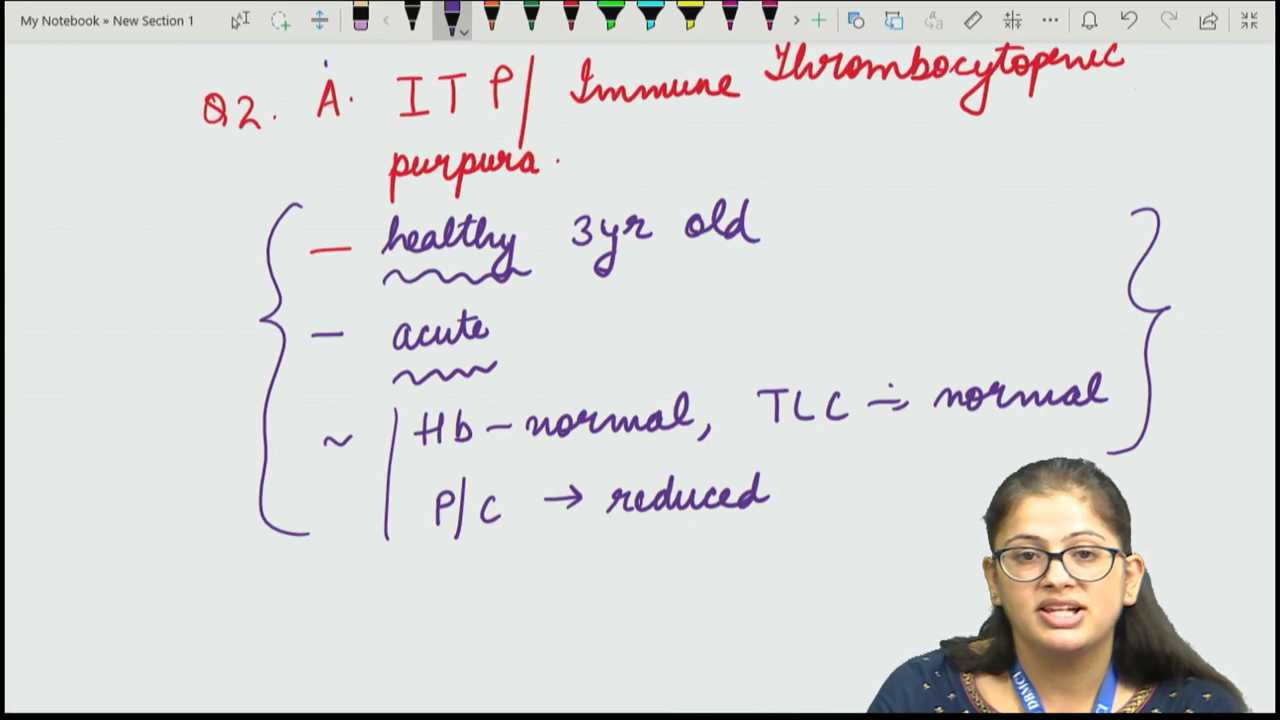 My Notebook » New Section 1
Q2. A. ITP/ Immune Thrombocytopenic
purpura.
— healthy 3yr old
— acute
~ Hb – normal, TLC – normal
P/C → reduced
DBMCI